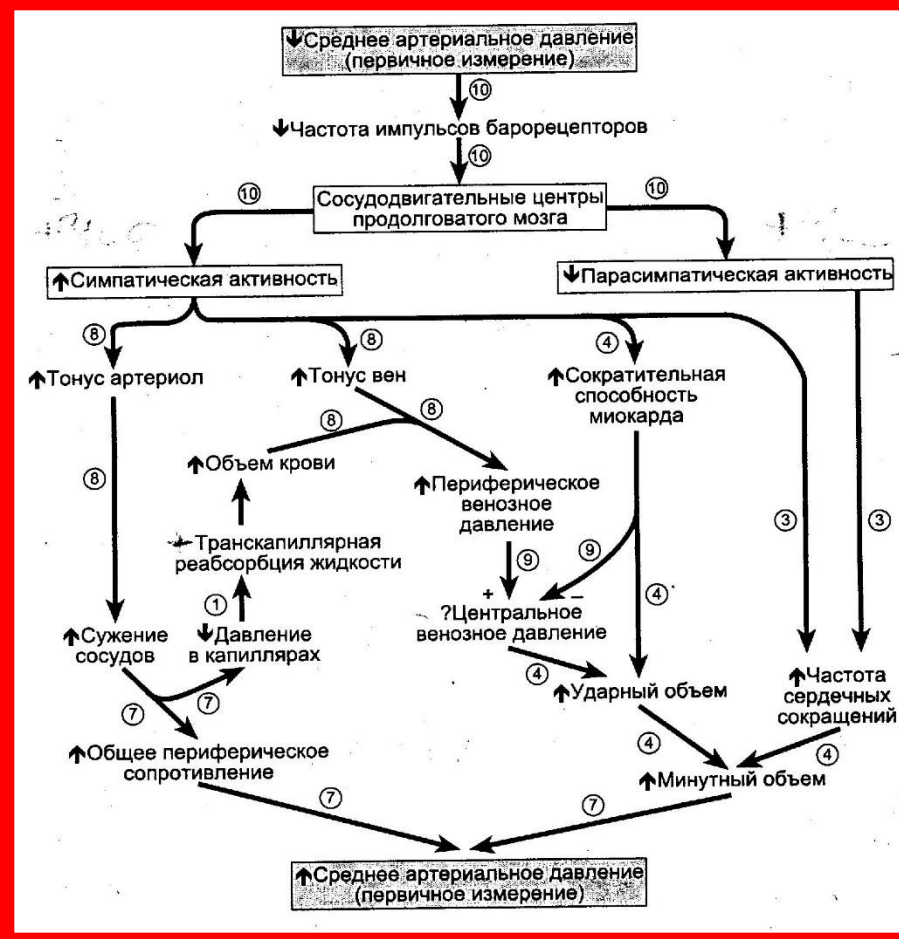 ↓Среднее артериальное давление
(первичное измерение)
⑩
↓Частота импульсов барорецепторов
⑩
⑩
Сосудодвигательные центры
продолговатого мозга
⑩
↑Симпатическая активность
↓Парасимпатическая активность
⑧
⑧
④
↑Тонус артериол
↑Тонус вен
↑Сократительная
способность
миокарда
⑧
⑧
⑧
↑Объем крови
↑Периферическое
венозное
давление
③
③
Транскапиллярная
реабсорбция жидкости
⑨
⑨
①
+
–
④
?Центральное
венозное давление
↑Сужение
сосудов
↓Давление
в капиллярах
④
↑Ударный объем
↑Частота
сердечных
сокращений
⑦
⑦
↑Общее периферическое
сопротивление
④
④
↑Минутный объем
⑦
⑦
↑Среднее артериальное давление
(первичное измерение)